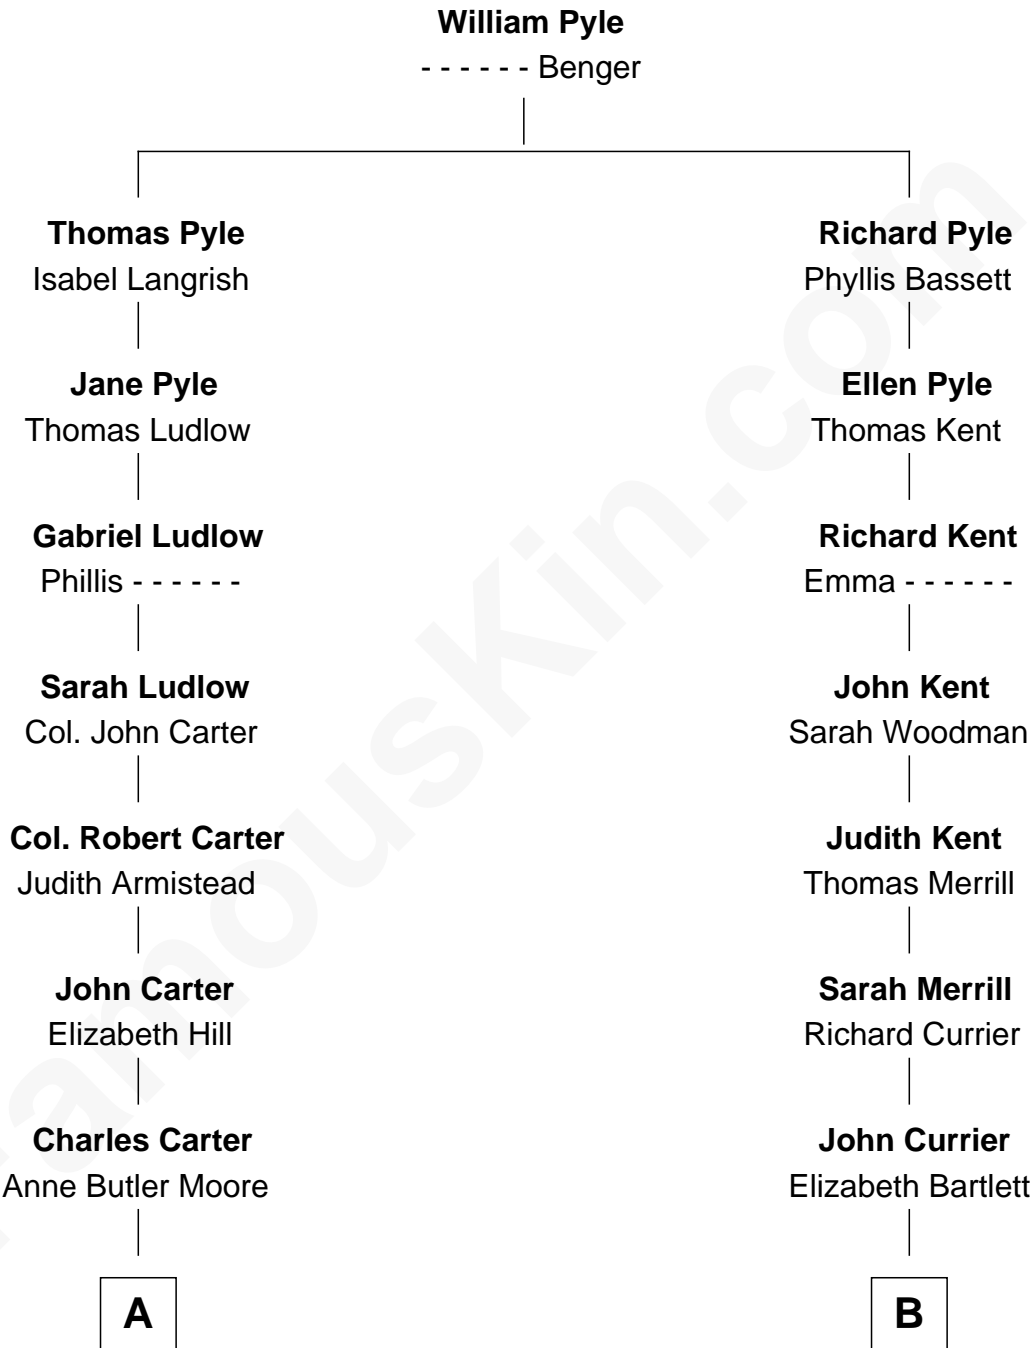 William Pyle
- - - - - - Benger
Thomas Pyle
Isabel Langrish
Richard Pyle
Phyllis Bassett
Jane Pyle
Thomas Ludlow
Ellen Pyle
Thomas Kent
Gabriel Ludlow
Phillis - - - - - -
Richard Kent
Emma - - - - - -
Sarah Ludlow
Col. John Carter
John Kent
Sarah Woodman
Col. Robert Carter
Judith Armistead
Judith Kent
Thomas Merrill
John Carter
Elizabeth Hill
Sarah Merrill
Richard Currier
Charles Carter
Anne Butler Moore
John Currier
Elizabeth Bartlett
A
B
FamousKin.com